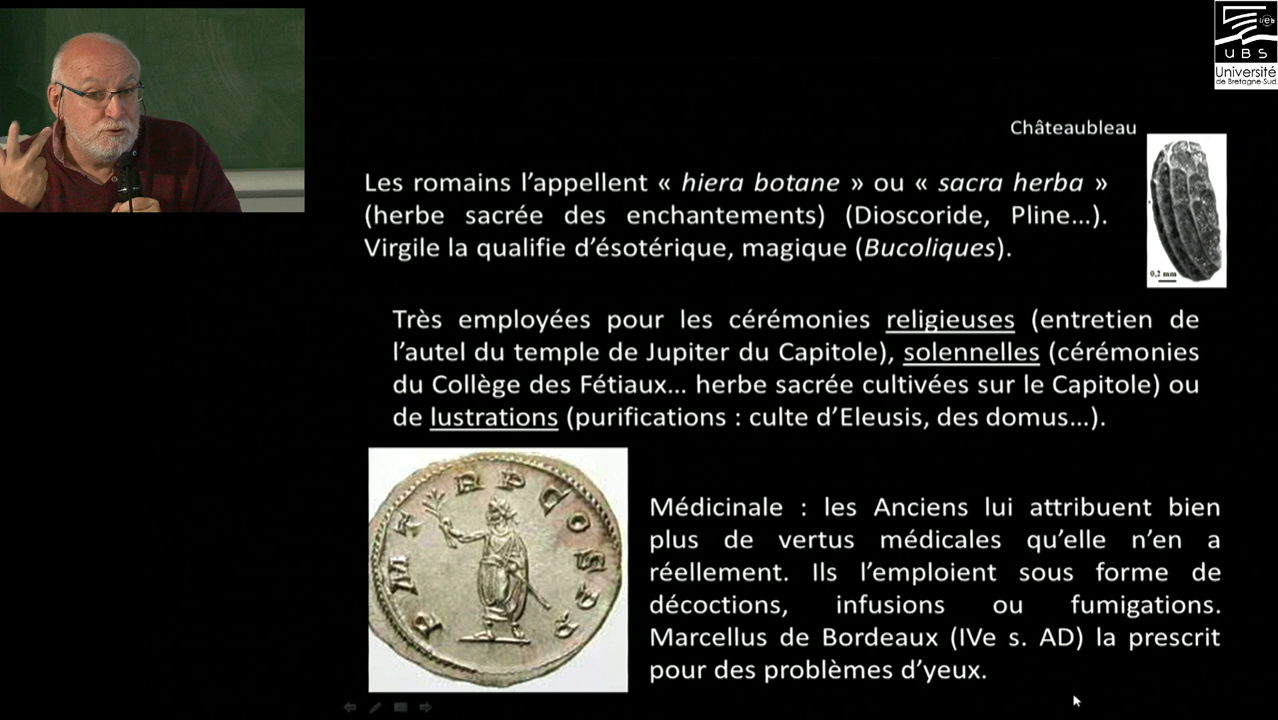 Lieb
UBS
Université
de Bretagne-Sud
Châteaubleau
Les romains l’appellent « hiera botane » ou « sacra herba »
(herbe sacrée des enchantements) (Dioscoride, Pline...).
Virgile la qualifie d’ésotérique, magique (Bucoliques).
0,2 mm
Très employées pour les cérémonies religieuses (entretien de
l’autel du temple de Jupiter du Capitole), solennelles (cérémonies
du Collège des Fétiaux... herbe sacrée cultivées sur le Capitole) ou
de lustrations (purifications : culte d’Eleusis, des domus...).
P M T R P COS P P
Médicinale : les Anciens lui attribuent bien
plus de vertus médicales qu’elle n’en a
réellement. Ils l’emploient sous forme de
décoctions, infusions ou fumigations.
Marcellus de Bordeaux (IVe s. AD) la prescrit
pour des problèmes d’yeux.